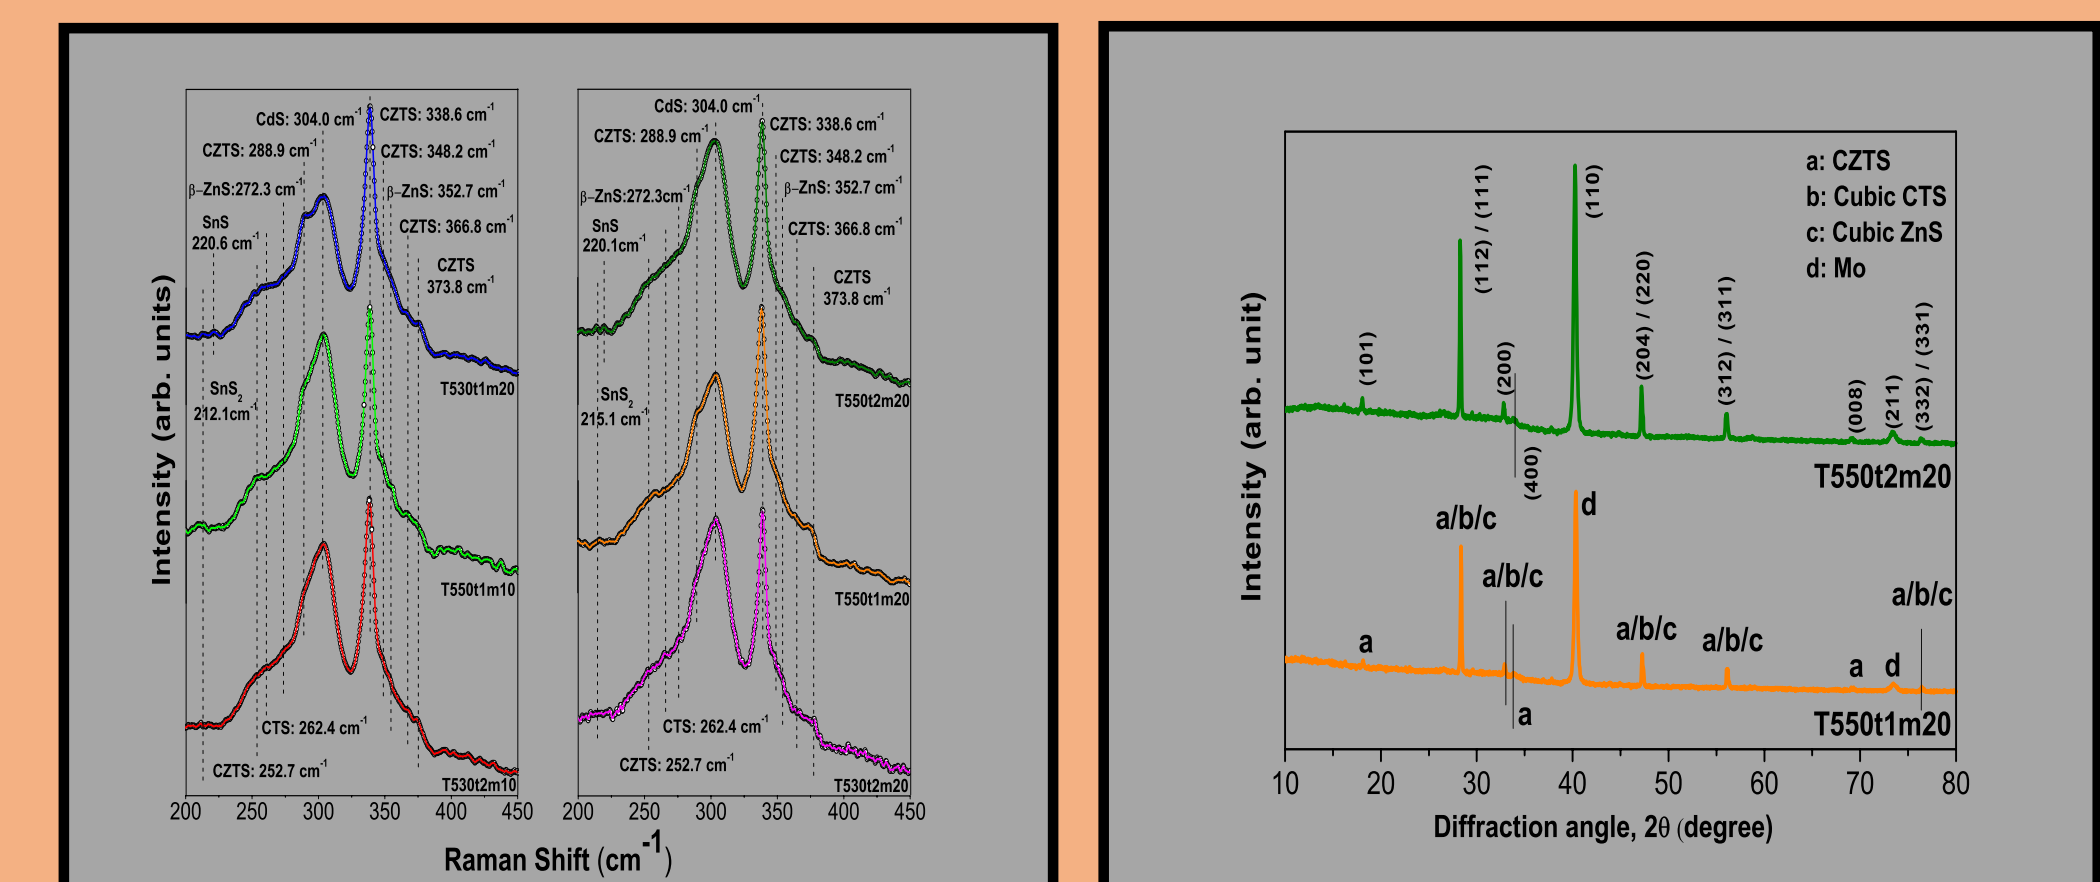 Intensity (arb. units)
CdS: 304.0 cm-1
CZTS: 338.6 cm-1
CZTS: 288.9 cm-1
CZTS: 348.2 cm-1
β–ZnS:272.3 cm-1
β–ZnS: 352.7 cm-1
SnS
220.6 cm-1
CZTS: 366.8 cm-1
CZTS
373.8 cm-1
T530t1m20
SnS2
212.1cm-1
T550t1m10
CTS: 262.4 cm-1
CZTS: 252.7 cm-1
T530t2m10
200 250 300 350 400 450
CdS: 304.0 cm-1
CZTS: 338.6 cm-1
CZTS: 288.9 cm-1
CZTS: 348.2 cm-1
β–ZnS:272.3cm-1
β–ZnS: 352.7 cm-1
SnS
220.1cm-1
CZTS: 366.8 cm-1
CZTS
373.8 cm-1
T550t2m20
SnS2
215.1 cm-1
T550t1m20
CTS: 262.4 cm-1
CZTS: 252.7 cm-1
T530t2m20
200 250 300 350 400 450
Raman Shift (cm-1)
Intensity (arb. unit)
a: CZTS
b: Cubic CTS
c: Cubic ZnS
d: Mo
(101)
(112) / (111)
(200)
(400)
(110)
(204) / (220)
(312) / (311)
(008)
(211)
(332) / (331)
T550t2m20
a
a/b/c
a/b/c
a
d
a/b/c
a/b/c
a
d
a/b/c
T550t1m20
10 20 30 40 50 60 70 80
Diffraction angle, 2θ (degree)